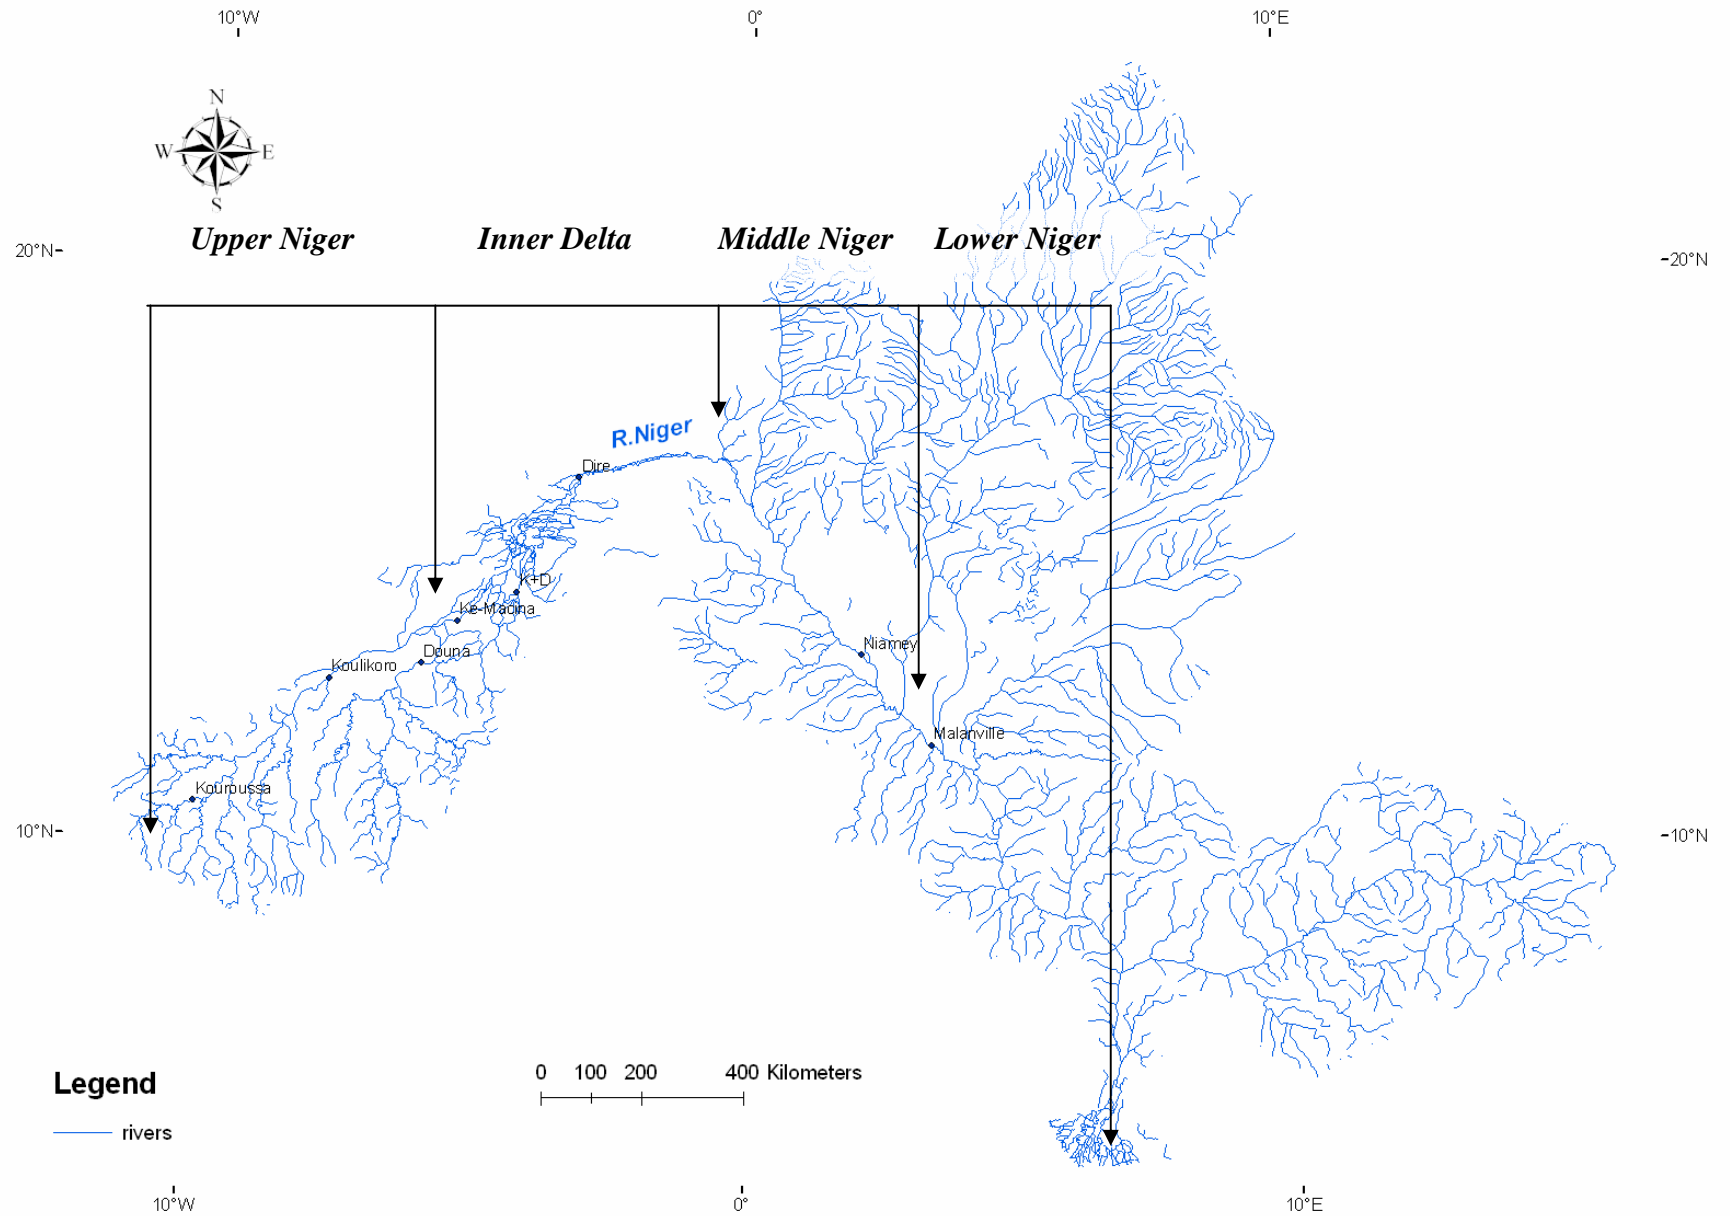 10°W 0° 10°E
N
W E
S
Upper Niger Inner Delta Middle Niger Lower Niger
20°N
20°N
R.Niger
Dire
K+D
Ke-Macina
Douna
Niamey
Koulikoro
Malanville
Kouroussa
10°N
10°N
Legend
0 100 200 400 Kilometers
rivers
10°W 0° 10°E